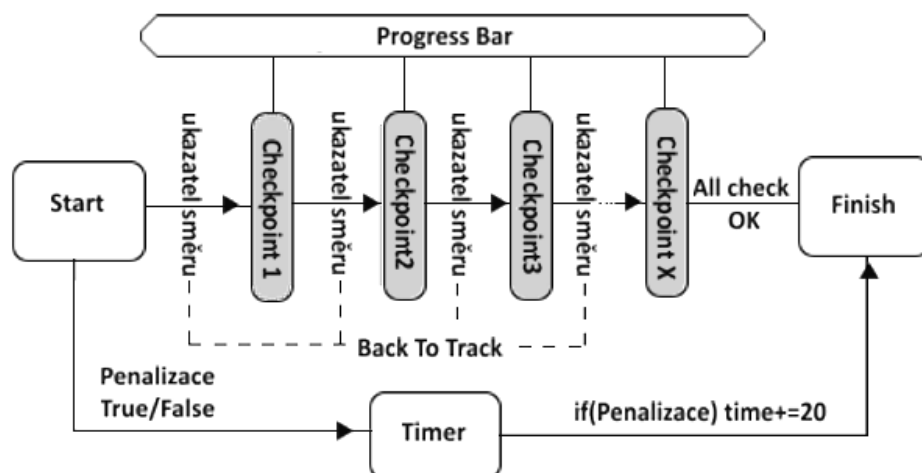 Progress Bar
Start
ukazatel směru
Checkpoint 1
ukazatel směru
Checkpoint2
ukazatel směru
Checkpoint3
ukazatel směru
Checkpoint X
All check
OK
Finish
Back To Track
Penalizace
True/False
Timer
if(Penalizace) time+=20